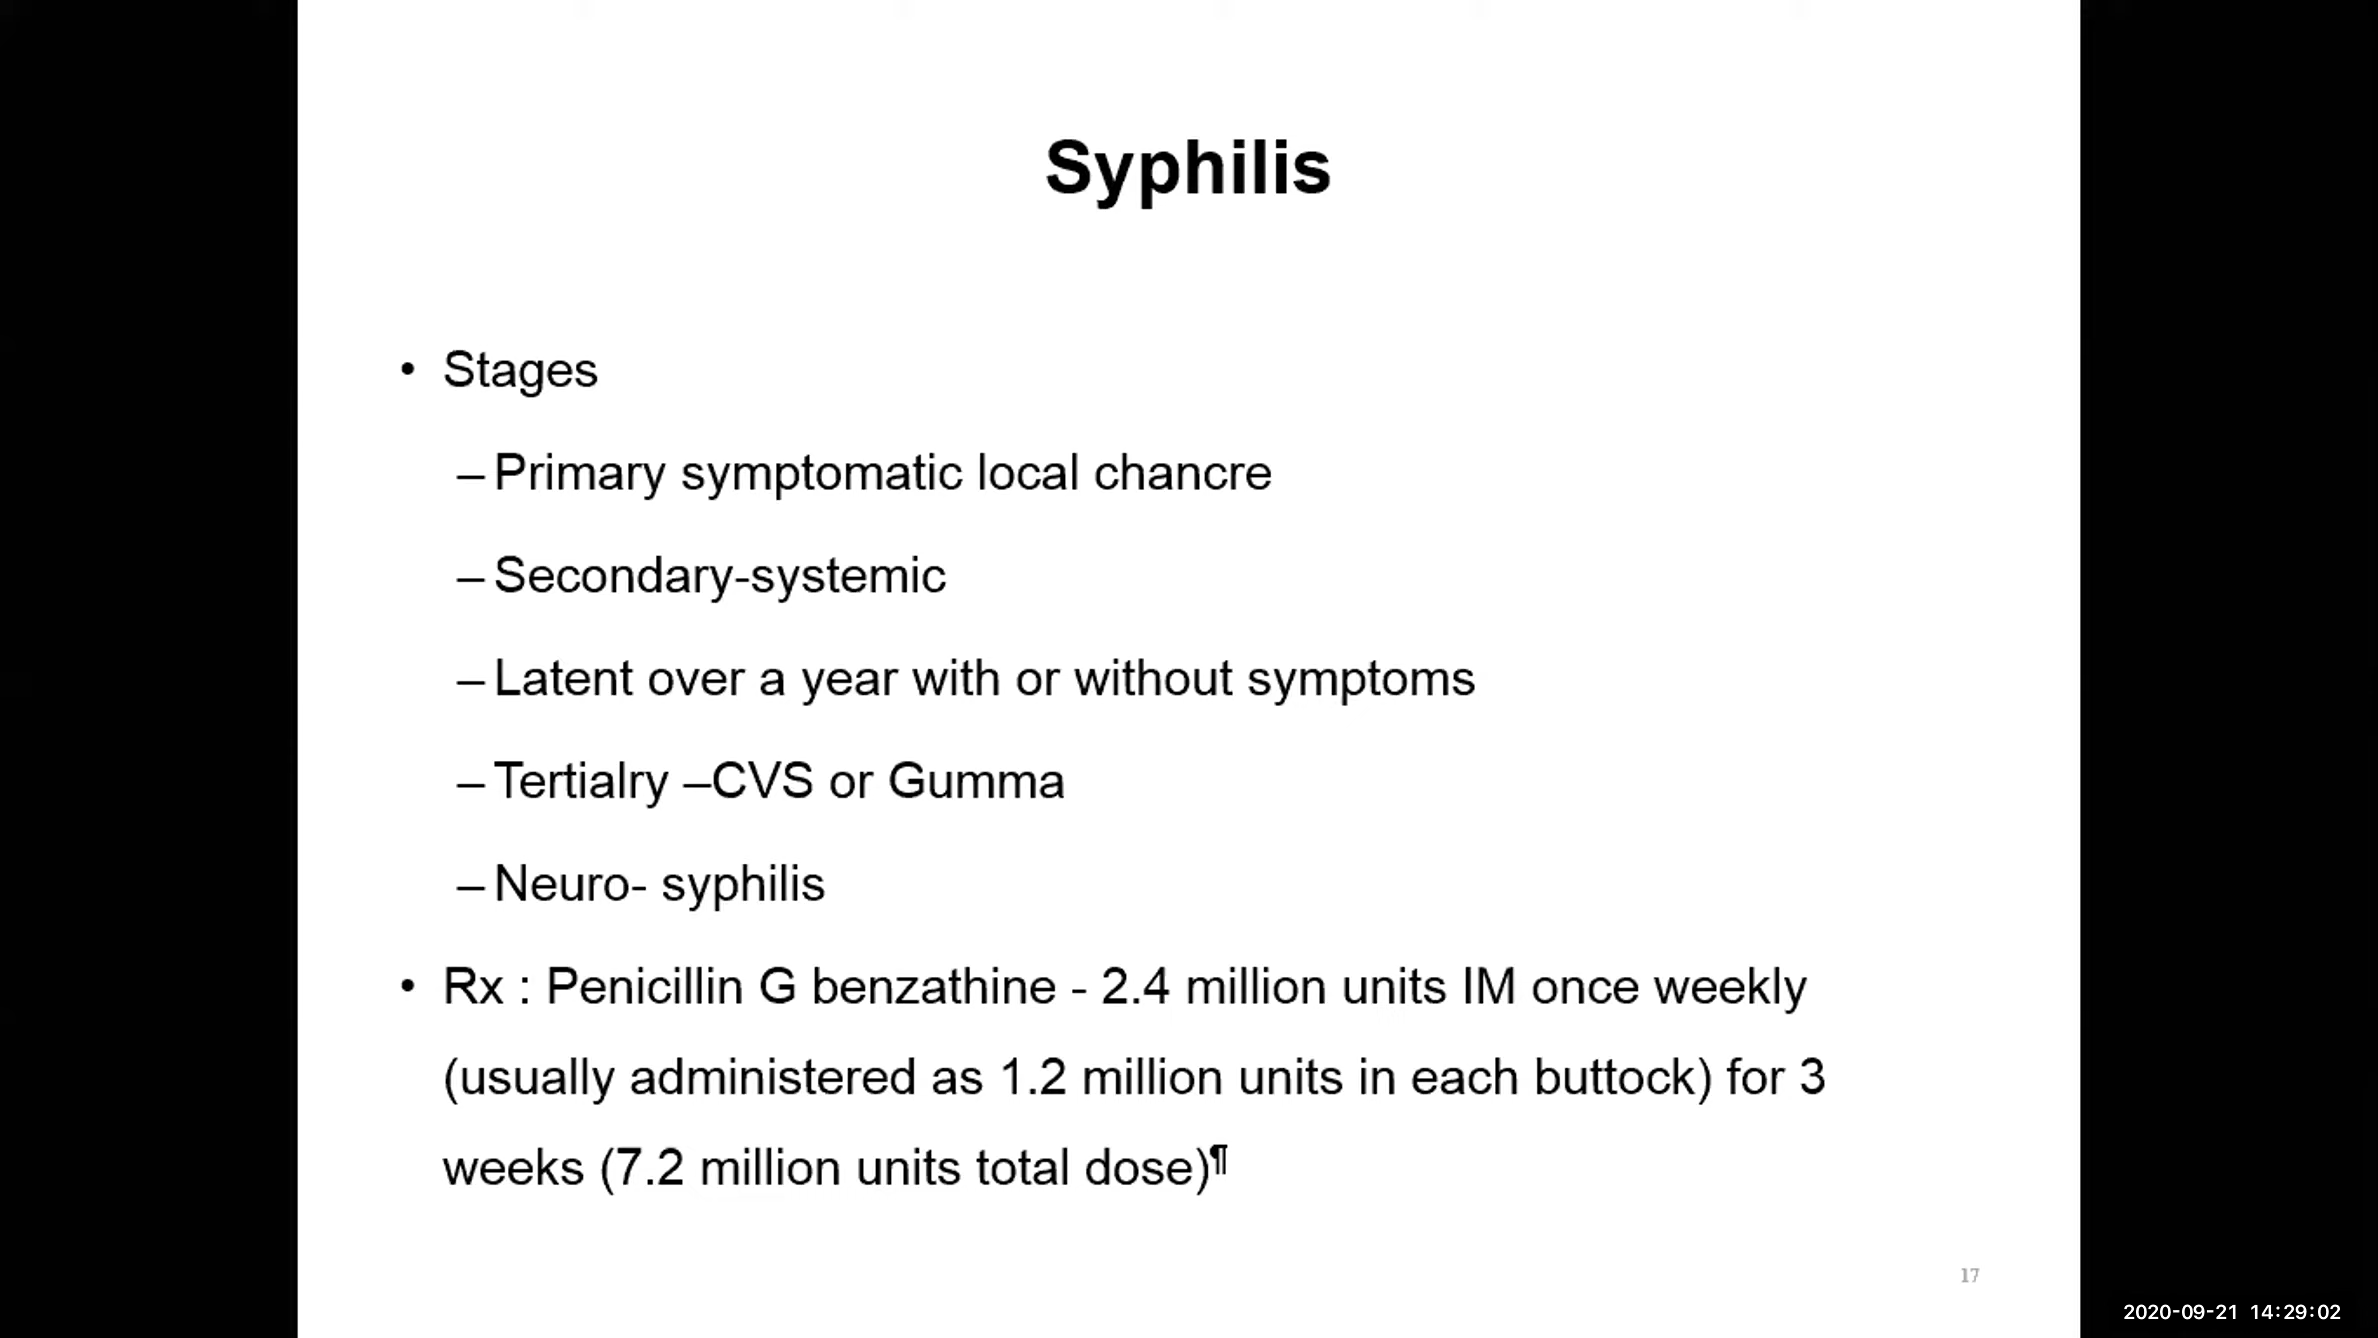 Syphilis
• Stages
– Primary symptomatic local chancre
– Secondary-systemic
– Latent over a year with or without symptoms
– Tertialry –CVS or Gumma
– Neuro- syphilis
• Rx : Penicillin G benzathine - 2.4 million units IM once weekly
(usually administered as 1.2 million units in each buttock) for 3
weeks (7.2 million units total dose)¶
17
2020-09-21 14:29:02